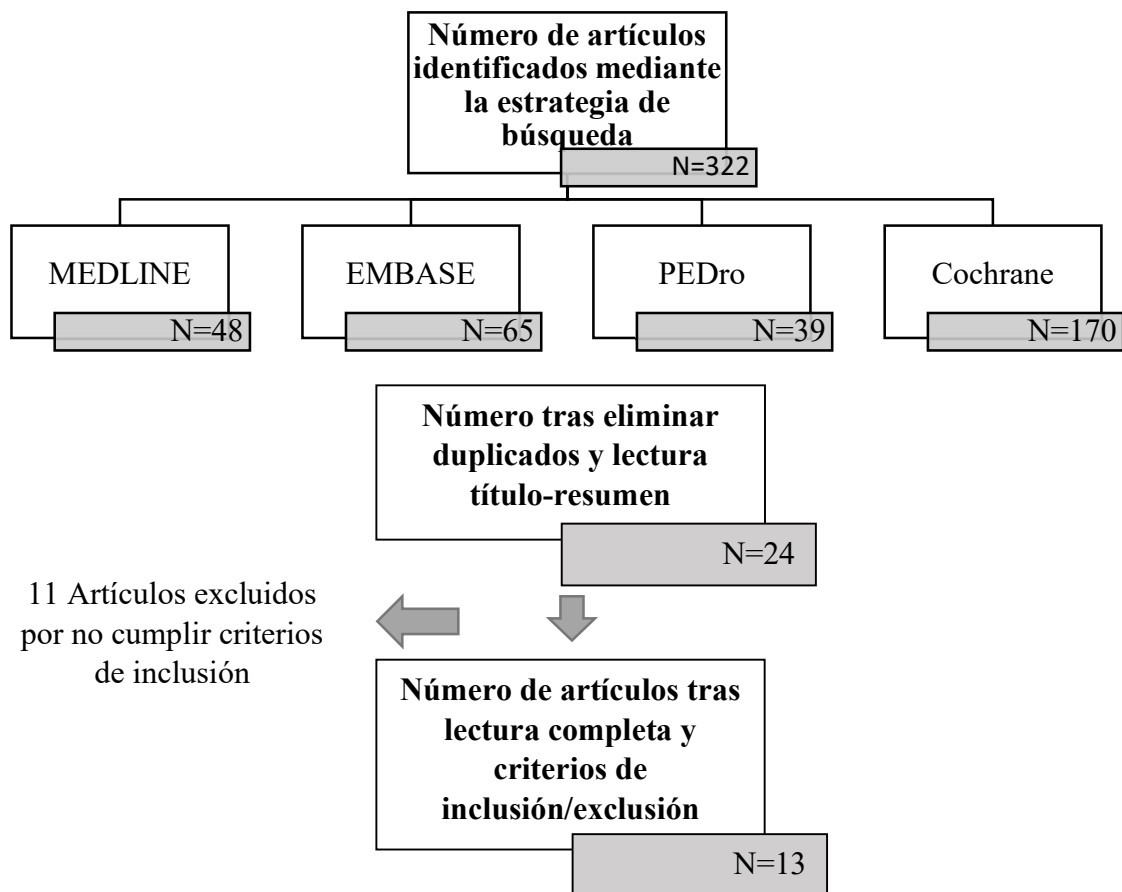 Número de artículos
identificados mediante
la estrategia de
búsqueda
N=322
MEDLINE
N=48
EMBASE
N=65
PEDro
N=39
Cochrane
N=170
Número tras eliminar
duplicados y lectura
título-resumen
N=24
11 Artículos excluidos
por no cumplir criterios
de inclusión
Número de artículos tras
lectura completa y
criterios de
inclusión/exclusión
N=13